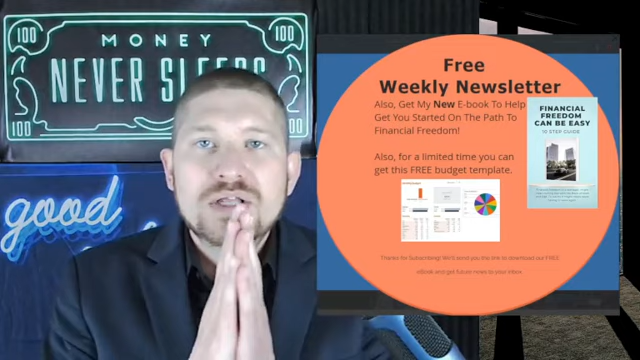 100 100
MONEY
NEVER SLEEPS
100 100
good
Free
Weekly Newsletter
Also, Get My New E-book To Help
Get You Started On The Path To
Financial Freedom!
Also, for a limited time you can
get this FREE budget template.
FINANCIAL
FREEDOM
CAN BE EASY
10 STEP GUIDE
Thanks for Subscribing! We'll send you the link to download our FREE
eBook and get future news to your inbox